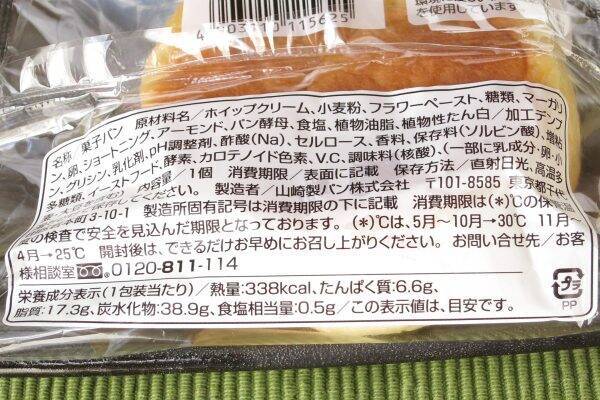 4903110115625
を使用しています
名称 菓子パン 原材料名／ホイップクリーム、小麦粉、フラワーペースト、糖類、マーガリ
ン、卵、ショートニング、アーモンド、パン酵母、食塩、植物油脂、植物性たん白／加工デンプ
ン、グリシン、乳化剤、pH調整剤、酢酸(Na)、セルロース、香料、保存料(ソルビン酸)、増粘
多糖類、イーストフード、酵素、カロテノイド色素、V.C、調味料(核酸)、(一部に乳成分・卵・小
してください。 内容量／1個 消費期限／表面に記載 保存方法／直射日光、高温多
製造者／山崎製パン株式会社 〒101-8585 東京都千代
町3-10-1 製造所固有記号は消費期限の下に記載 消費期限は(＊)℃の保
の検査で安全を見込んだ期限となっております。(＊)℃は、5月～10月→30℃ 11月～
4月→25℃ 開封後は、できるだけお早めにお召し上がりください。 お問い合せ先／お客
様相談室 0120-811-114
栄養成分表示(1包装当たり)／熱量:338kcal、たんぱく質:6.6g、
脂質:17.3g、炭水化物:38.9g、食塩相当量:0.5g／この表示値は、目安です。
プラ
PP